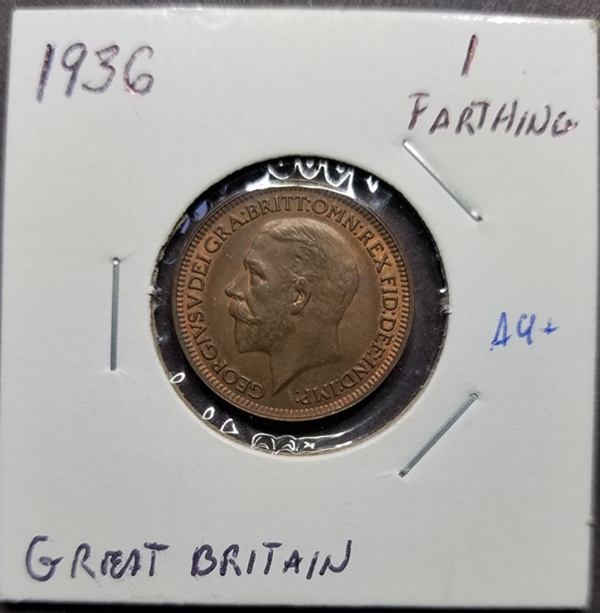 1936
1
FARTHING
GEORGIVS V DEI GRA: BRITT: OMN: REX FID: DEF: IND: IMP:
AU+
GREAT BRITAIN